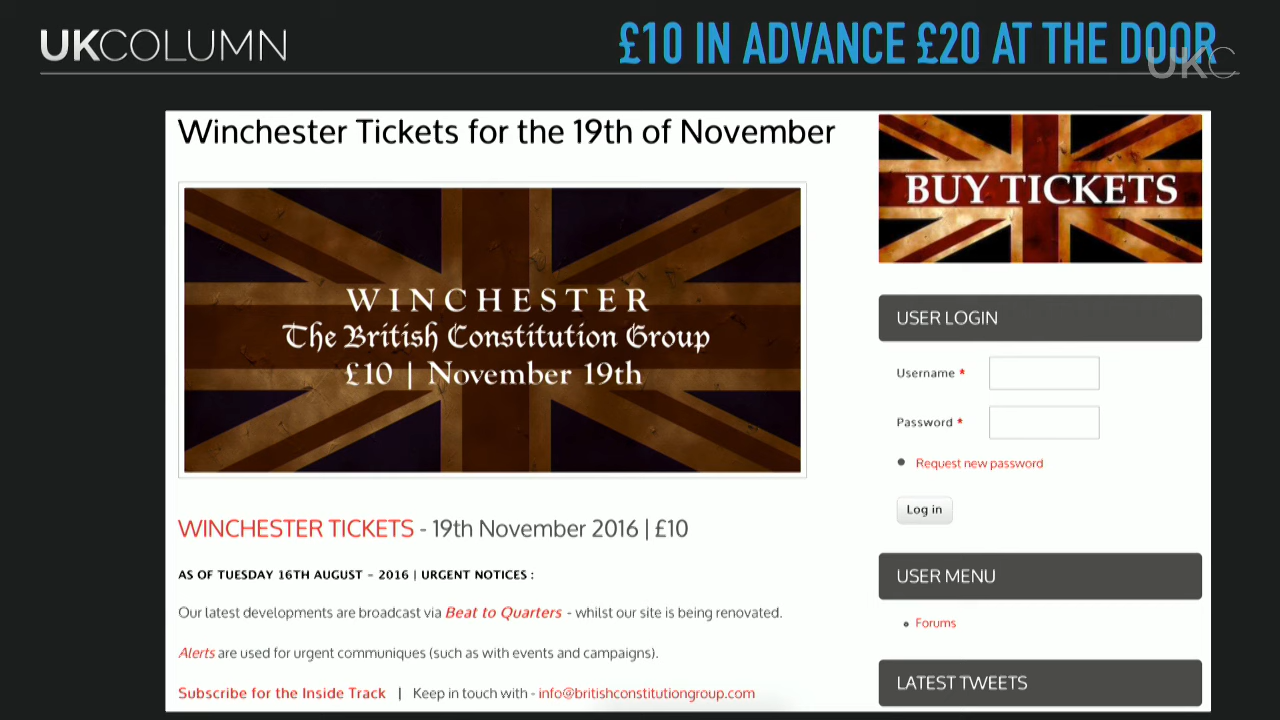 UKCOLUMN
£10 IN ADVANCE £20 AT THE DOOR
UKC
Winchester Tickets for the 19th of November
WINCHESTER
The British Constitution Group
£10 | November 19th
WINCHESTER TICKETS - 19th November 2016 | £10
AS OF TUESDAY 16TH AUGUST – 2016 | URGENT NOTICES :
Our latest developments are broadcast via Beat to Quarters - whilst our site is being renovated.
Alerts are used for urgent communiques (such as with events and campaigns).
Subscribe for the Inside Track | Keep in touch with - info@britishconstitutiongroup.com
BUY TICKETS
USER LOGIN
Username *
Password *
Request new password
Log in
USER MENU
Forums
LATEST TWEETS